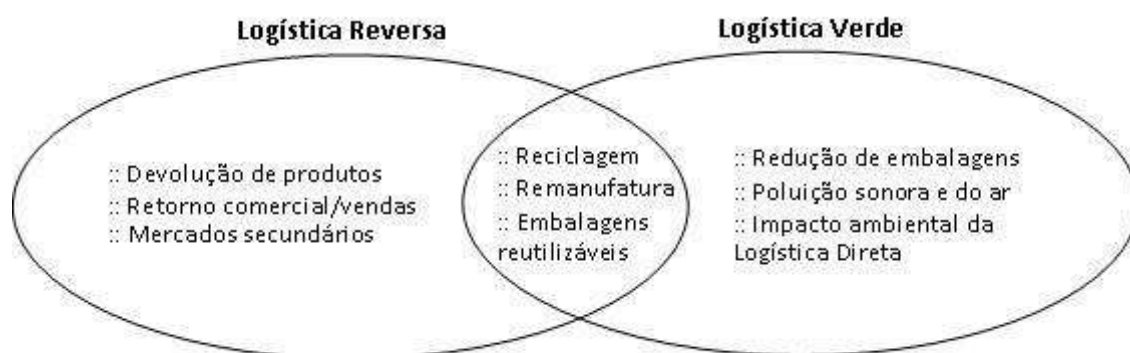 Logística Reversa
Logística Verde
:: Devolução de produtos
:: Retorno comercial/vendas
:: Mercados secundários
:: Reciclagem
:: Remanufatura
:: Embalagens
reutilizáveis
:: Redução de embalagens
:: Poluição sonora e do ar
:: Impacto ambiental da
Logística Direta